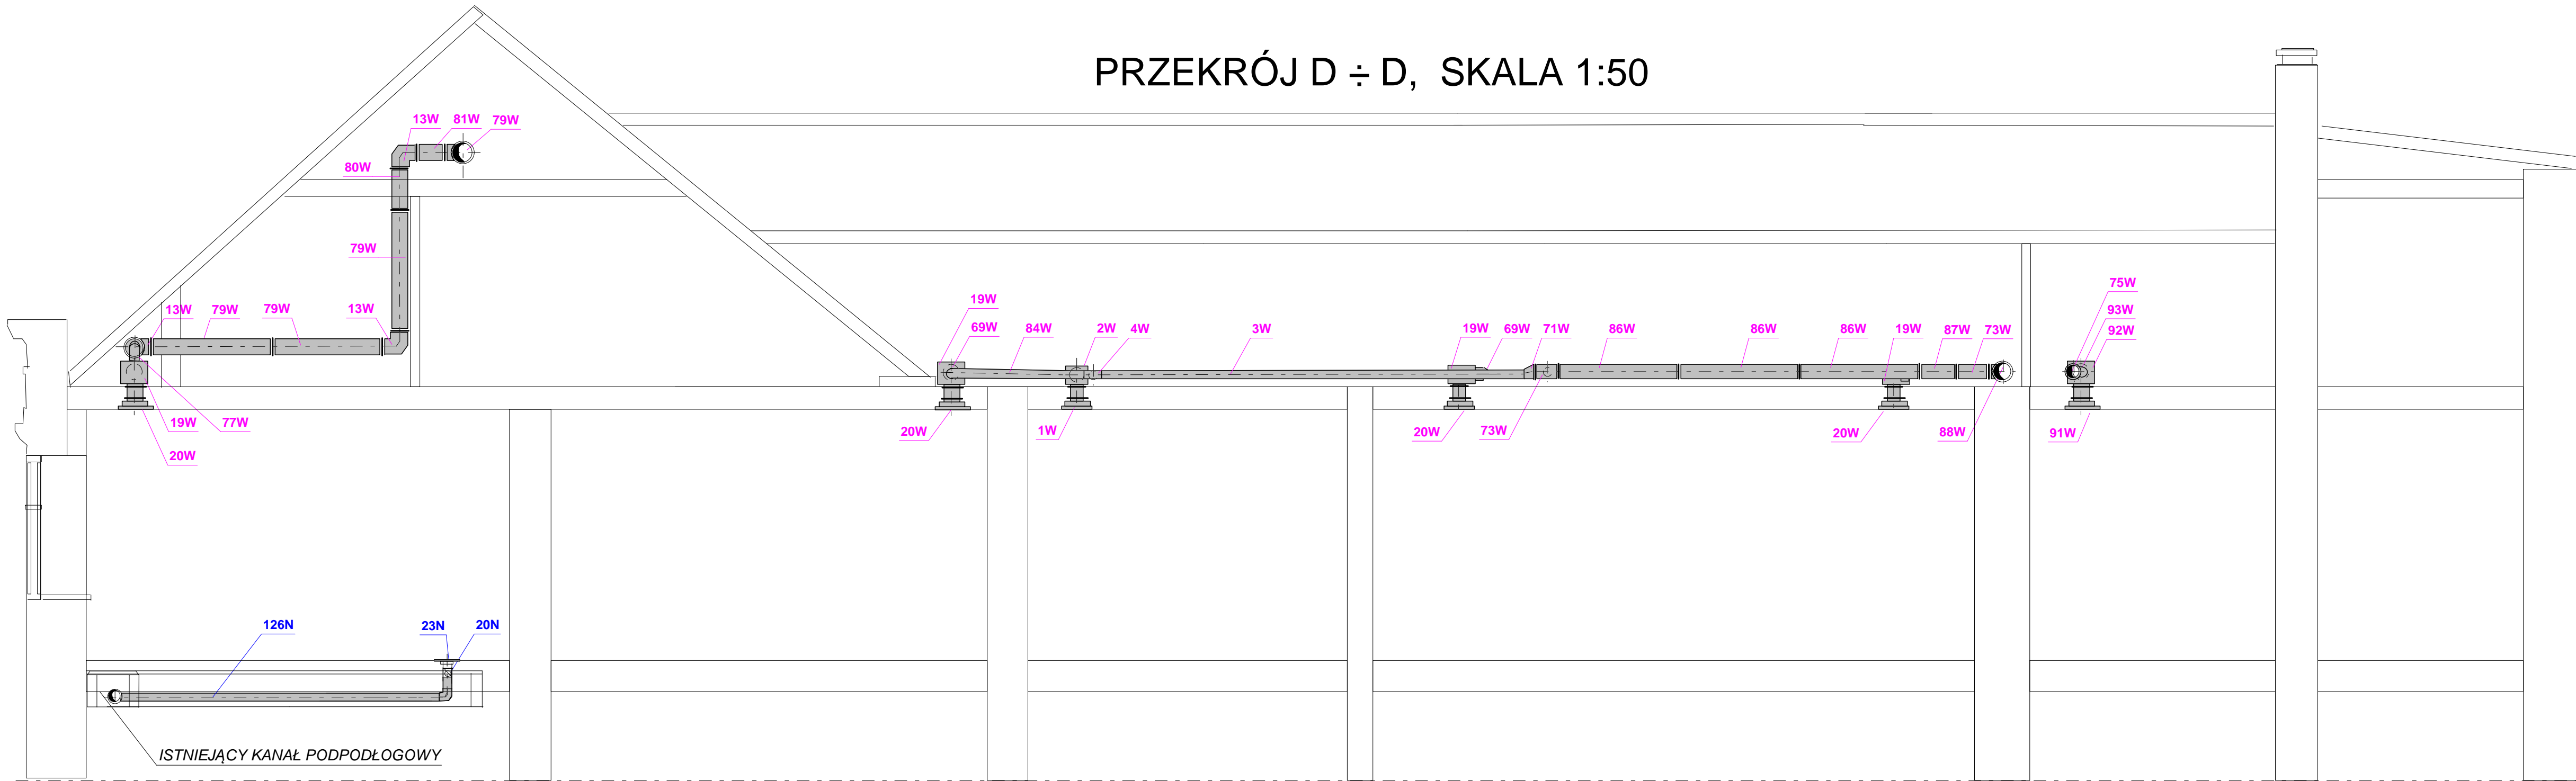 PRZEKRÓJ D ÷ D, SKALA 1:50
13W 81W 79W
80W
79W
13W 79W 79W 13W
19W 77W
20W
19W
69W 84W 2W 4W 3W 19W 69W 71W 86W 86W 86W 19W 87W 73W
75W
93W
92W
20W 1W 20W 73W 20W 88W 91W
126N 23N 20N
ISTNIEJĄCY KANAŁ PODPODŁOGOWY